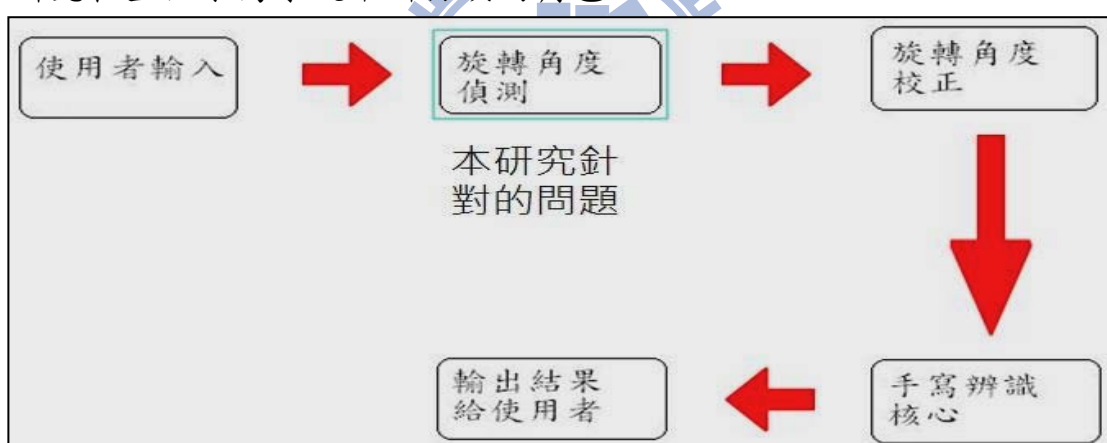 使用者輸入
旋轉角度
偵測
旋轉角度
校正
本研究針
對的問題
手寫辨識
核心
輸出結果
給使用者